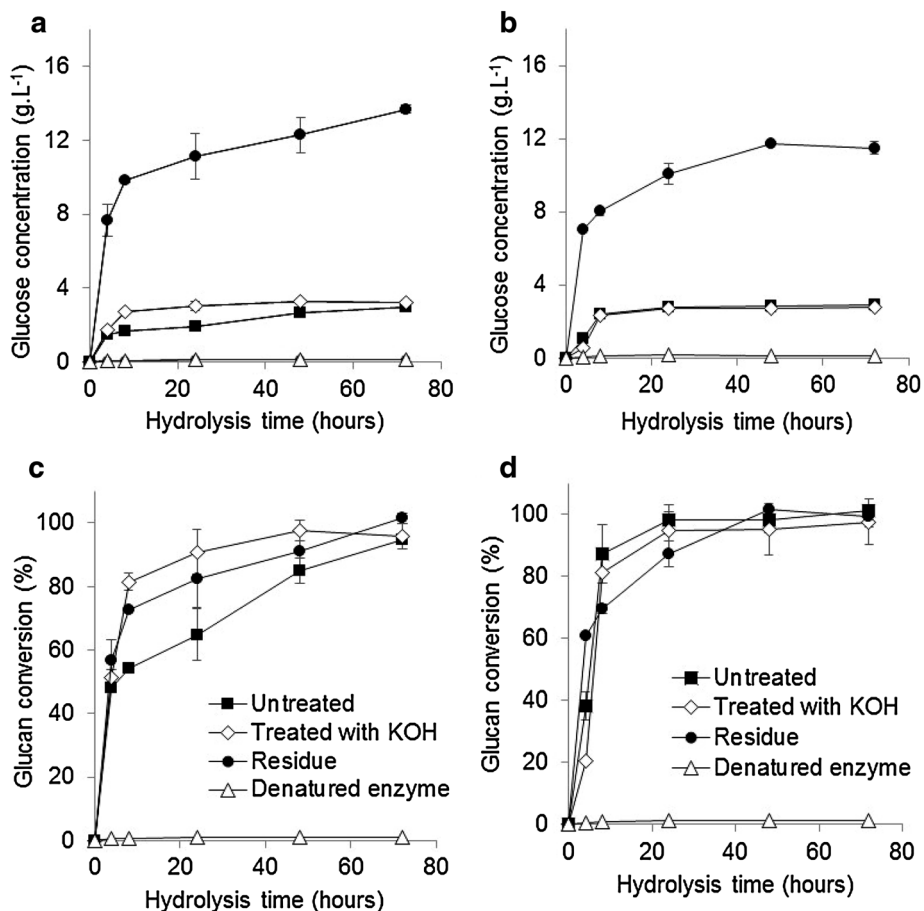 a
Glucose concentration (g.L-1)
16
12
8
4
0
0 20 40 60 80
Hydrolysis time (hours)
b
Glucose concentration (g.L-1)
16
12
8
4
0
0 20 40 60 80
Hydrolysis time (hours)
c
Glucan conversion (%)
100
80
60
40
20
0
Untreated
Treated with KOH
Residue
Denatured enzyme
0 20 40 60 80
Hydrolysis time (hours)
d
Glucan conversion (%)
100
80
60
40
20
0
Untreated
Treated with KOH
Residue
Denatured enzyme
0 20 40 60 80
Hydrolysis time (hours)